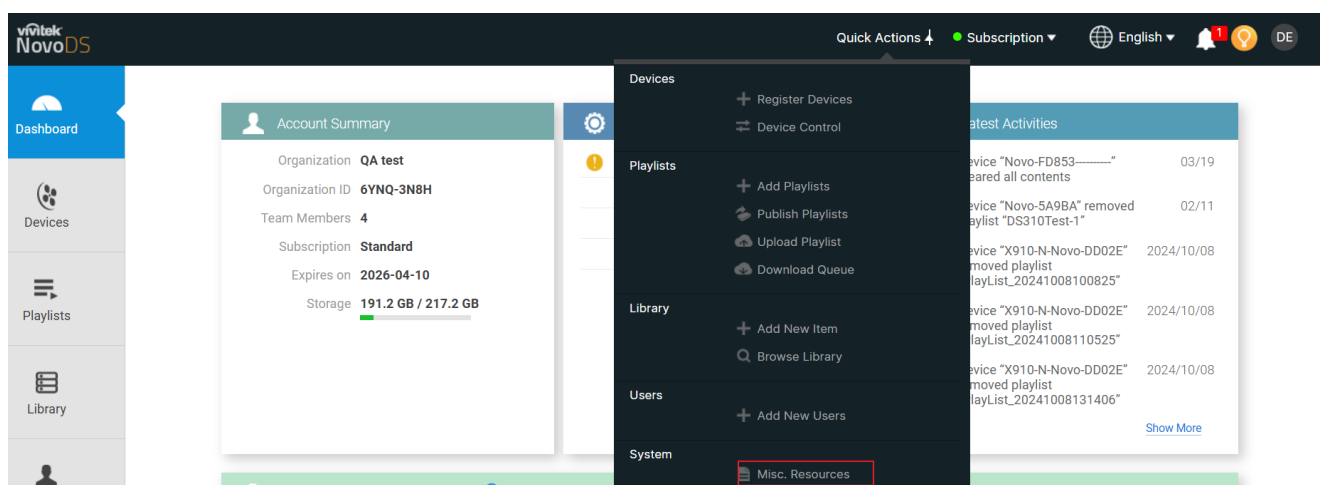 vivitek
NovoDS
Quick Actions
Subscription
English
1
DE
Dashboard
Devices
Playlists
Library
Account Summary
Organization QA test
Organization ID 6YNQ-3N8H
Team Members 4
Subscription Standard
Expires on 2026-04-10
Storage 191.2 GB / 217.2 GB
Devices
Register Devices
Device Control
Playlists
Add Playlists
Publish Playlists
Upload Playlist
Download Queue
Library
Add New Item
Browse Library
Users
Add New Users
System
Misc. Resources
atest Activities
evice “Novo-FD853----------” 03/19
eared all contents
evice “Novo-5A9BA” removed 02/11
aylist “DS310Test-1”
evice “X910-N-Novo-DD02E” 2024/10/08
moved playlist
layList_20241008100825”
evice “X910-N-Novo-DD02E” 2024/10/08
moved playlist
layList_20241008110525”
evice “X910-N-Novo-DD02E” 2024/10/08
moved playlist
layList_20241008131406”
Show More